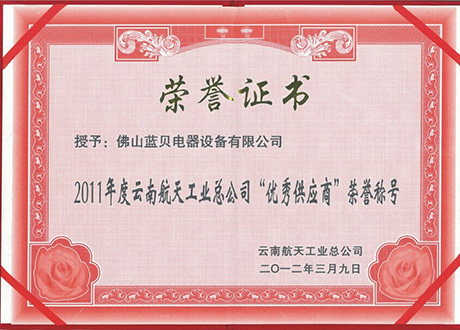 荣誉证书
授予：佛山蓝贝电器设备有限公司
2011年度云南航天工业总公司“优秀供应商”荣誉称号
云南航天工业总公司
二〇一二年三月九日